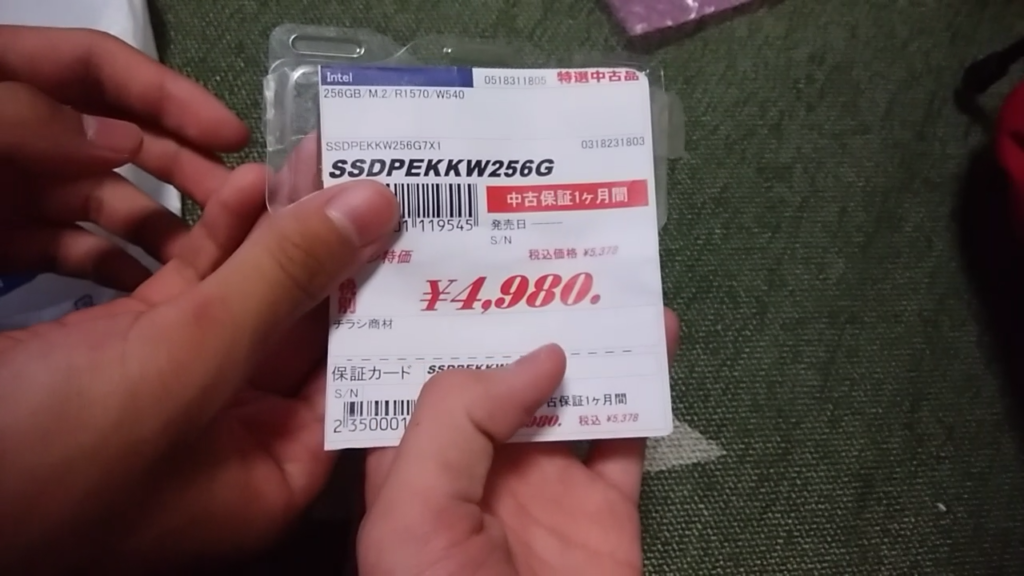 Intel 0518311805 特選中古品
256GB/M.2/R1570/W540
SSDPEKKW256G7X1 0318231803
SSDPEKKW256G
中古保証1ヶ月間
119545 発売日
S/N
特価 税込価格 ¥5,378
¥4,980.
チラシ商材
保証カード
S/N
古保証1ヶ月間
2 350001 980. 税込 ¥5,378